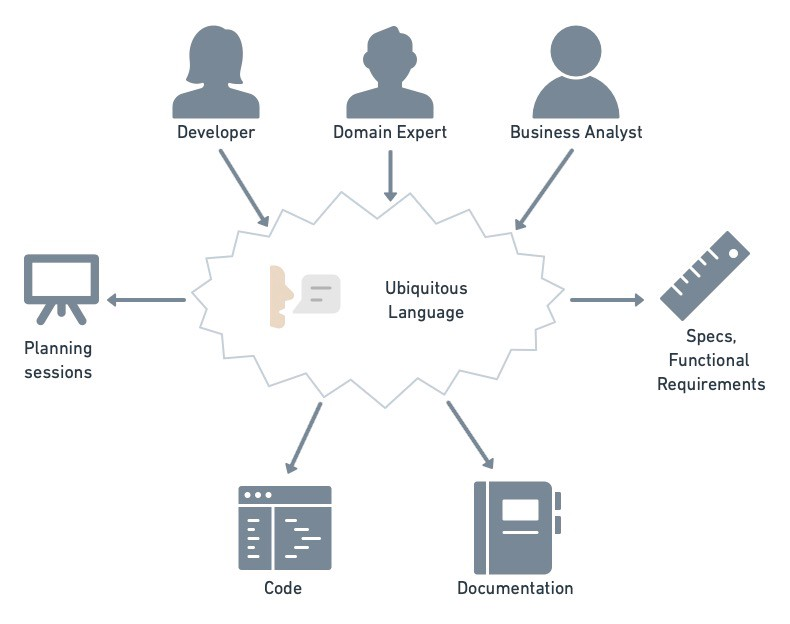 Developer
Domain Expert
Business Analyst
Ubiquitous
Language
Planning
sessions
Specs,
Functional
Requirements
Code
Documentation